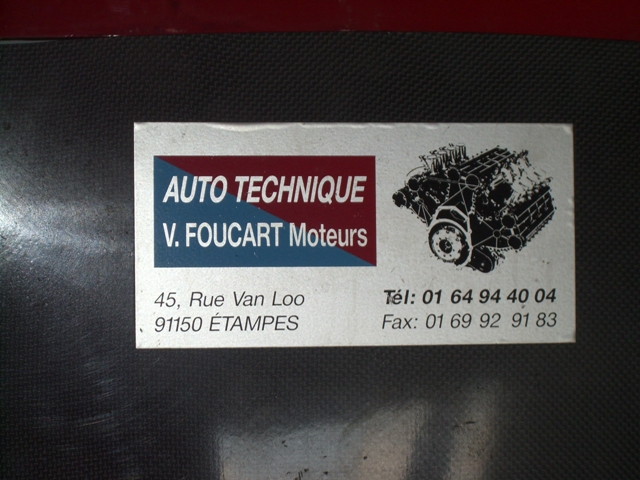 AUTO TECHNIQUE
V. FOUCART Moteurs
45, Rue Van Loo
91150 ÉTAMPES
Tél: 01 64 94 40 04
Fax: 01 69 92 91 83